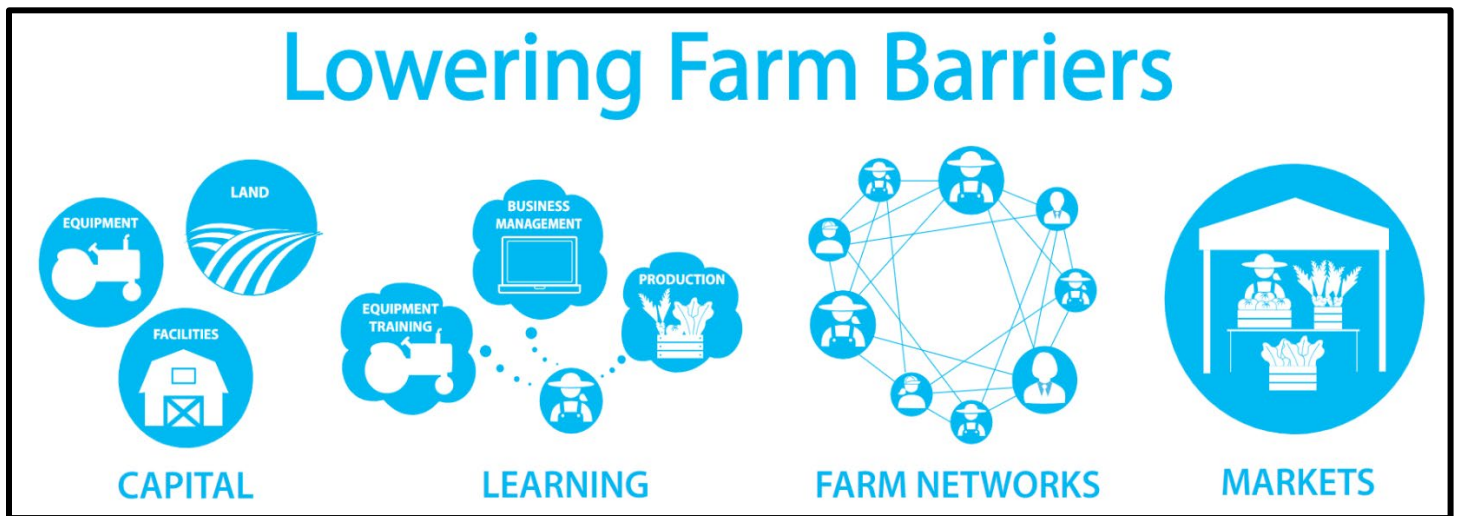 Lowering Farm Barriers
LAND
EQUIPMENT
FACILITIES
CAPITAL
BUSINESS
MANAGEMENT
PRODUCTION
EQUIPMENT
TRAINING
LEARNING
FARM NETWORKS
MARKETS